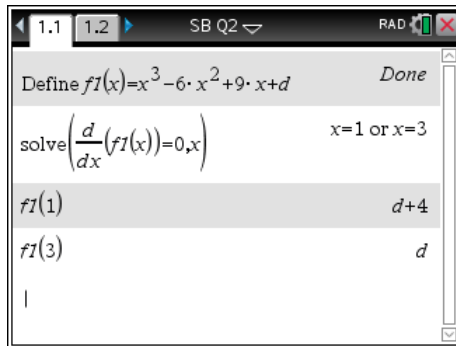 1.1 1.2 SB Q2 RAD
Define f1(x)=x³-6·x²+9·x+d Done
solve(d/dx(f1(x))=0,x) x=1 or x=3
f1(1) d+4
f1(3) d